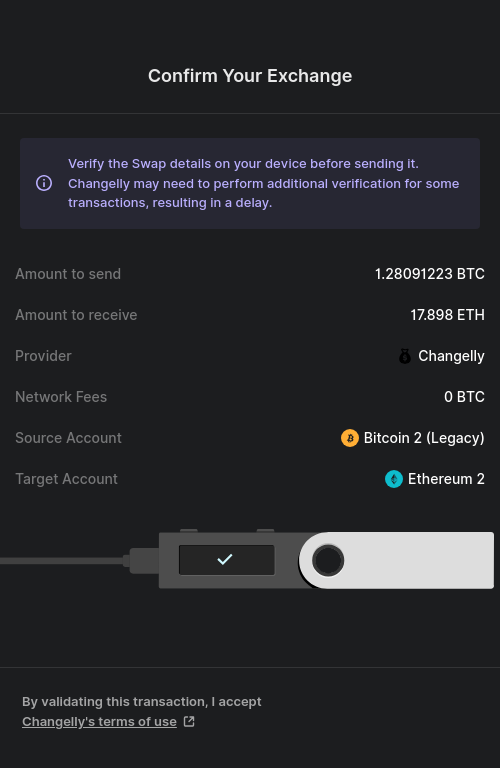 Confirm Your Exchange
Verify the Swap details on your device before sending it.
Changelly may need to perform additional verification for some
transactions, resulting in a delay.
Amount to send 1.28091223 BTC
Amount to receive 17.898 ETH
Provider Changelly
Network Fees 0 BTC
Source Account Bitcoin 2 (Legacy)
Target Account Ethereum 2
By validating this transaction, I accept
Changelly's terms of use